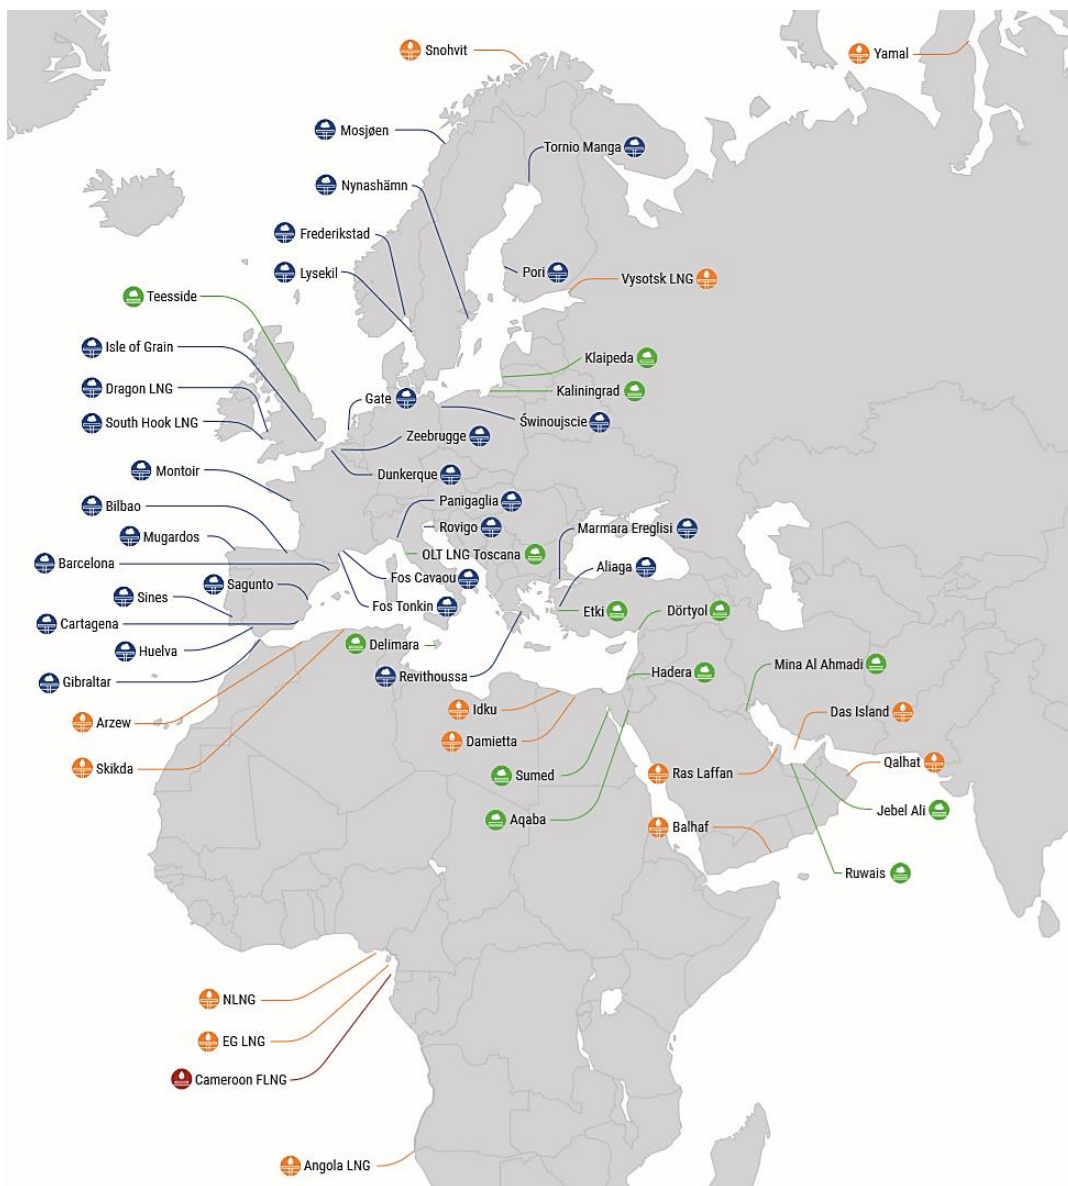 Snohvit
Yamal
Mosjøen
Tornio Manga
Nynashämn
Frederikstad
Lysekil
Pori
Vysotsk LNG
Teesside
Isle of Grain
Klaipeda
Dragon LNG
Kaliningrad
Gate
South Hook LNG
Świnoujscie
Zeebrugge
Montoir
Dunkerque
Panigaglia
Bilbao
Rovigo
Marmara Ereglisi
Mugardos
OLT LNG Toscana
Barcelona
Aliaga
Fos Cavaou
Sagunto
Sines
Fos Tonkin
Etki
Dörtyol
Cartagena
Delimara
Huelva
Mina Al Ahmadi
Hadera
Revithoussa
Gibraltar
Idku
Das Island
Arzew
Damietta
Qalhat
Skikda
Sumed
Ras Laffan
Jebel Ali
Aqaba
Balhaf
Ruwais
NLNG
EG LNG
Cameroon FLNG
Angola LNG